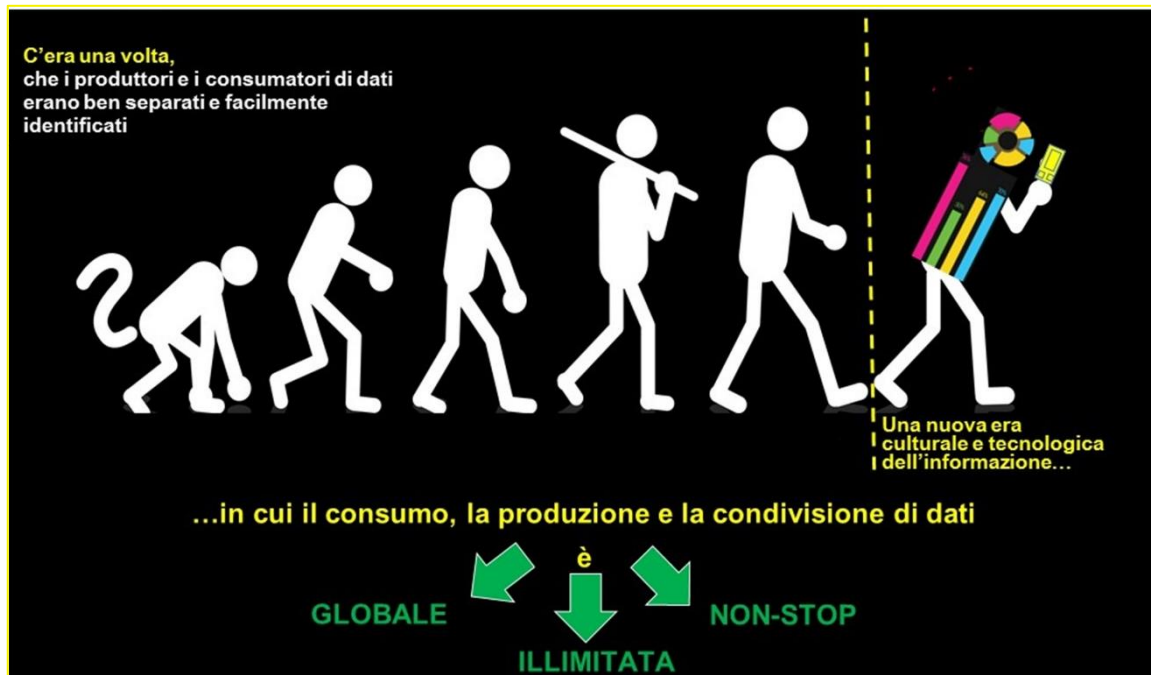 C'era una volta,
che i produttori e i consumatori di dati
erano ben separati e facilmente
identificati
Una nuova era
culturale e tecnologica
dell'informazione...
...in cui il consumo, la produzione e la condivisione di dati
è
GLOBALE
NON-STOP
ILLIMITATA